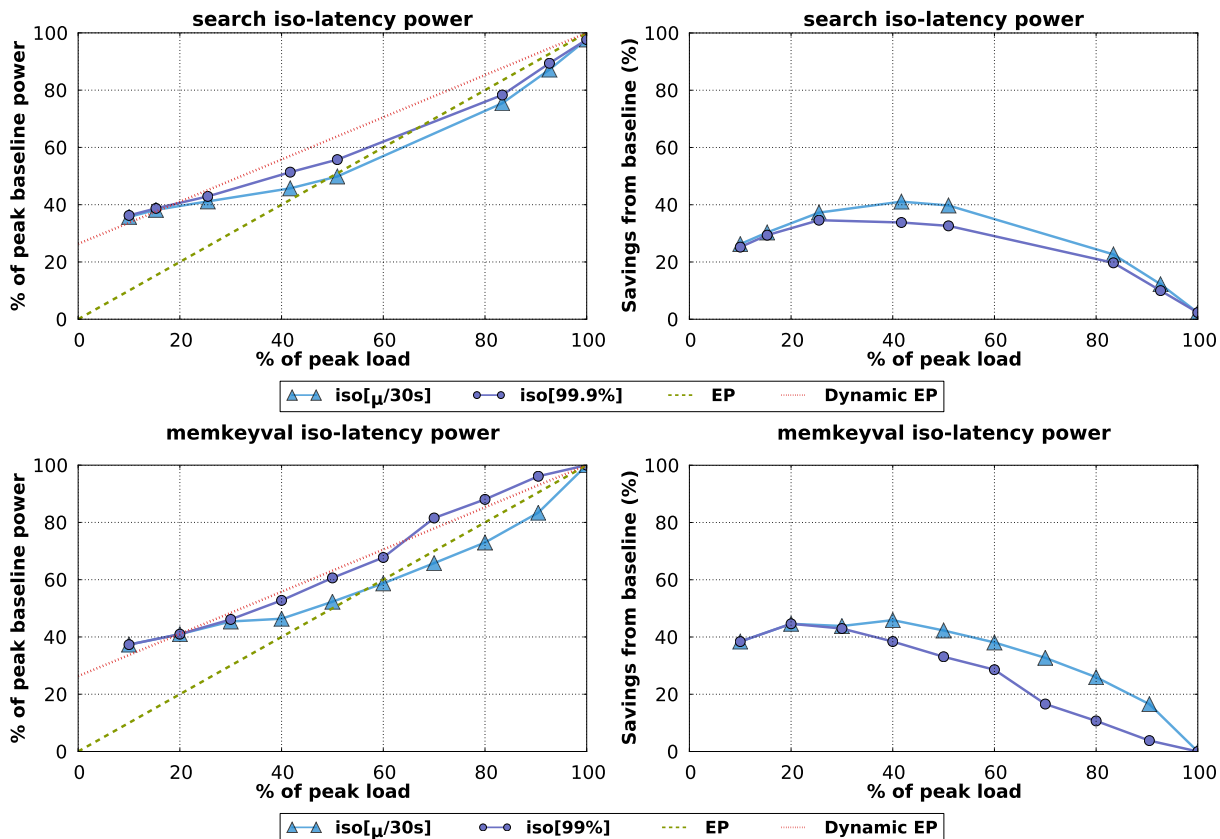 search iso-latency power
% of peak baseline power
100
80
60
40
20
0
0 20 40 60 80 100
% of peak load
search iso-latency power
Savings from baseline (%)
100
80
60
40
20
0
0 20 40 60 80 100
% of peak load
iso[μ/30s] iso[99.9%] EP Dynamic EP
memkeyval iso-latency power
% of peak baseline power
100
80
60
40
20
0
0 20 40 60 80 100
% of peak load
memkeyval iso-latency power
Savings from baseline (%)
100
80
60
40
20
0
0 20 40 60 80 100
% of peak load
iso[μ/30s] iso[99%] EP Dynamic EP